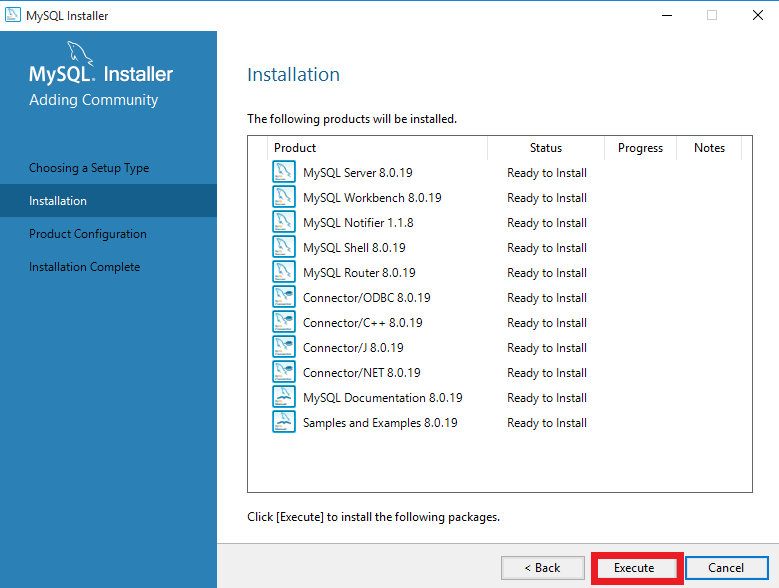 MySQL Installer
MySQL. Installer
Adding Community
Choosing a Setup Type
Installation
Product Configuration
Installation Complete
Installation
The following products will be installed.
Product Status Progress Notes
MySQL Server 8.0.19 Ready to Install
MySQL Workbench 8.0.19 Ready to Install
MySQL Notifier 1.1.8 Ready to Install
MySQL Shell 8.0.19 Ready to Install
MySQL Router 8.0.19 Ready to Install
Connector/ODBC 8.0.19 Ready to Install
Connector/C++ 8.0.19 Ready to Install
Connector/J 8.0.19 Ready to Install
Connector/NET 8.0.19 Ready to Install
MySQL Documentation 8.0.19 Ready to Install
Samples and Examples 8.0.19 Ready to Install
Click [Execute] to install the following packages.
< Back Execute Cancel